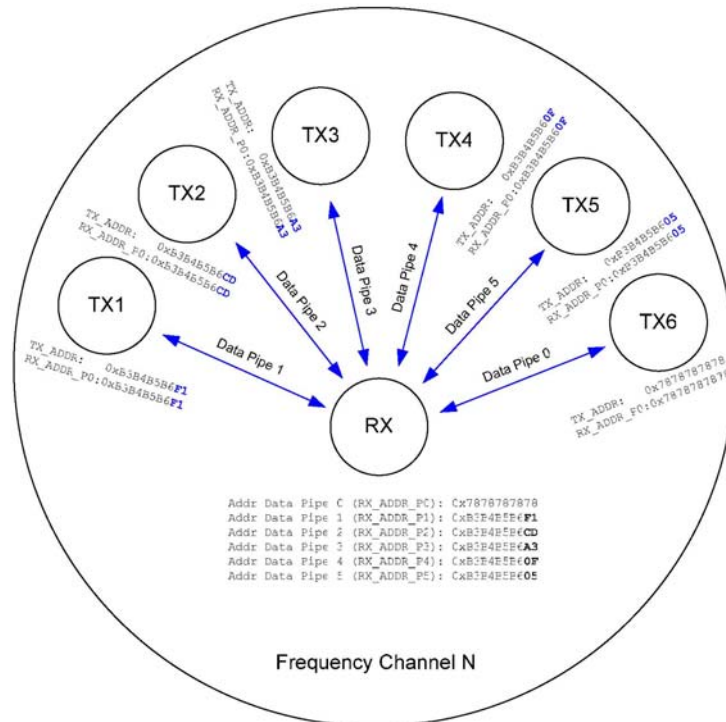 TX3
TX4
TX_ADDR: 0xB3B4B5B6A3
RX_ADDR_P0:0xB3B4B5B6A3
TX_ADDR: 0xB3B4B5B60F
RX_ADDR_P0:0xB3B4B5B60F
TX2
TX5
TX_ADDR: 0xB3B4B5B6CD
RX_ADDR_P0:0xB3B4B5B6CD
TX_ADDR: 0xB3B4B5B605
RX_ADDR_P0:0xB3B4B5B605
TX1
TX6
TX_ADDR: 0xB3B4B5B6F1
RX_ADDR_P0:0xB3B4B5B6F1
TX_ADDR: 0x7878787878
RX_ADDR_P0:0x7878787878
Data Pipe 1
Data Pipe 2
Data Pipe 3
Data Pipe 4
Data Pipe 5
Data Pipe 0
RX
Addr Data Pipe 0 (RX_ADDR_P0): 0x7878787878
Addr Data Pipe 1 (RX_ADDR_P1): 0xB3B4B5B6F1
Addr Data Pipe 2 (RX_ADDR_P2): 0xB3B4B5B6CD
Addr Data Pipe 3 (RX_ADDR_P3): 0xB3B4B5B6A3
Addr Data Pipe 4 (RX_ADDR_P4): 0xB3B4B5B60F
Addr Data Pipe 5 (RX_ADDR_P5): 0xB3B4B5B605
Frequency Channel N